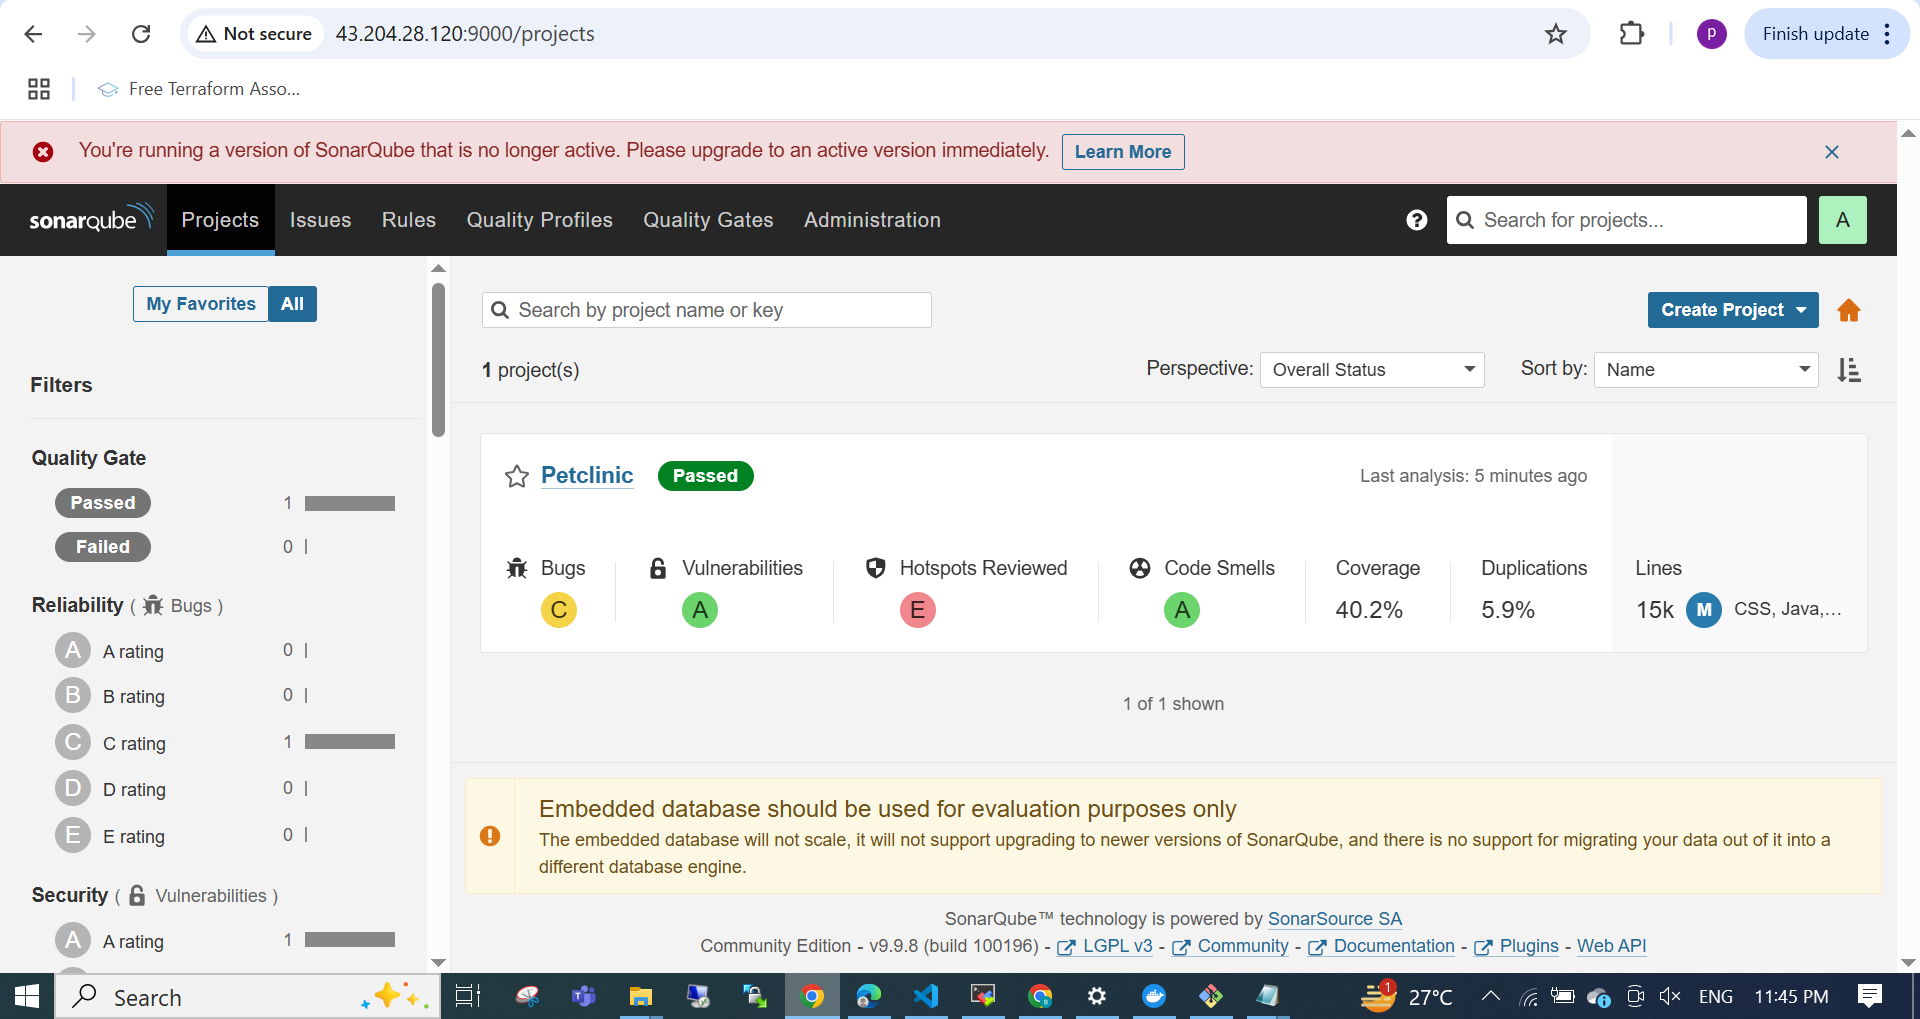 Not secure 43.204.28.120:9000/projects
p
Finish update
Free Terraform Asso...
You're running a version of SonarQube that is no longer active. Please upgrade to an active version immediately. Learn More
sonarqube Projects Issues Rules Quality Profiles Quality Gates Administration
Search for projects...
A
My Favorites All
Filters
Quality Gate
Passed 1
Failed 0
Reliability ( Bugs )
A A rating 0
B B rating 0
C C rating 1
D D rating 0
E E rating 0
Security ( Vulnerabilities )
A A rating 1
Search by project name or key
Create Project
1 project(s)
Perspective: Overall Status
Sort by: Name
Petclinic Passed
Last analysis: 5 minutes ago
Bugs Vulnerabilities Hotspots Reviewed Code Smells Coverage Duplications Lines
C A E A 40.2% 5.9% 15k M CSS, Java,...
1 of 1 shown
Embedded database should be used for evaluation purposes only
The embedded database will not scale, it will not support upgrading to newer versions of SonarQube, and there is no support for migrating your data out of it into a
different database engine.
SonarQube™ technology is powered by SonarSource SA
Community Edition - v9.9.8 (build 100196) - LGPL v3 - Community - Documentation - Plugins - Web API
Search
1
27°C
ENG
11:45 PM